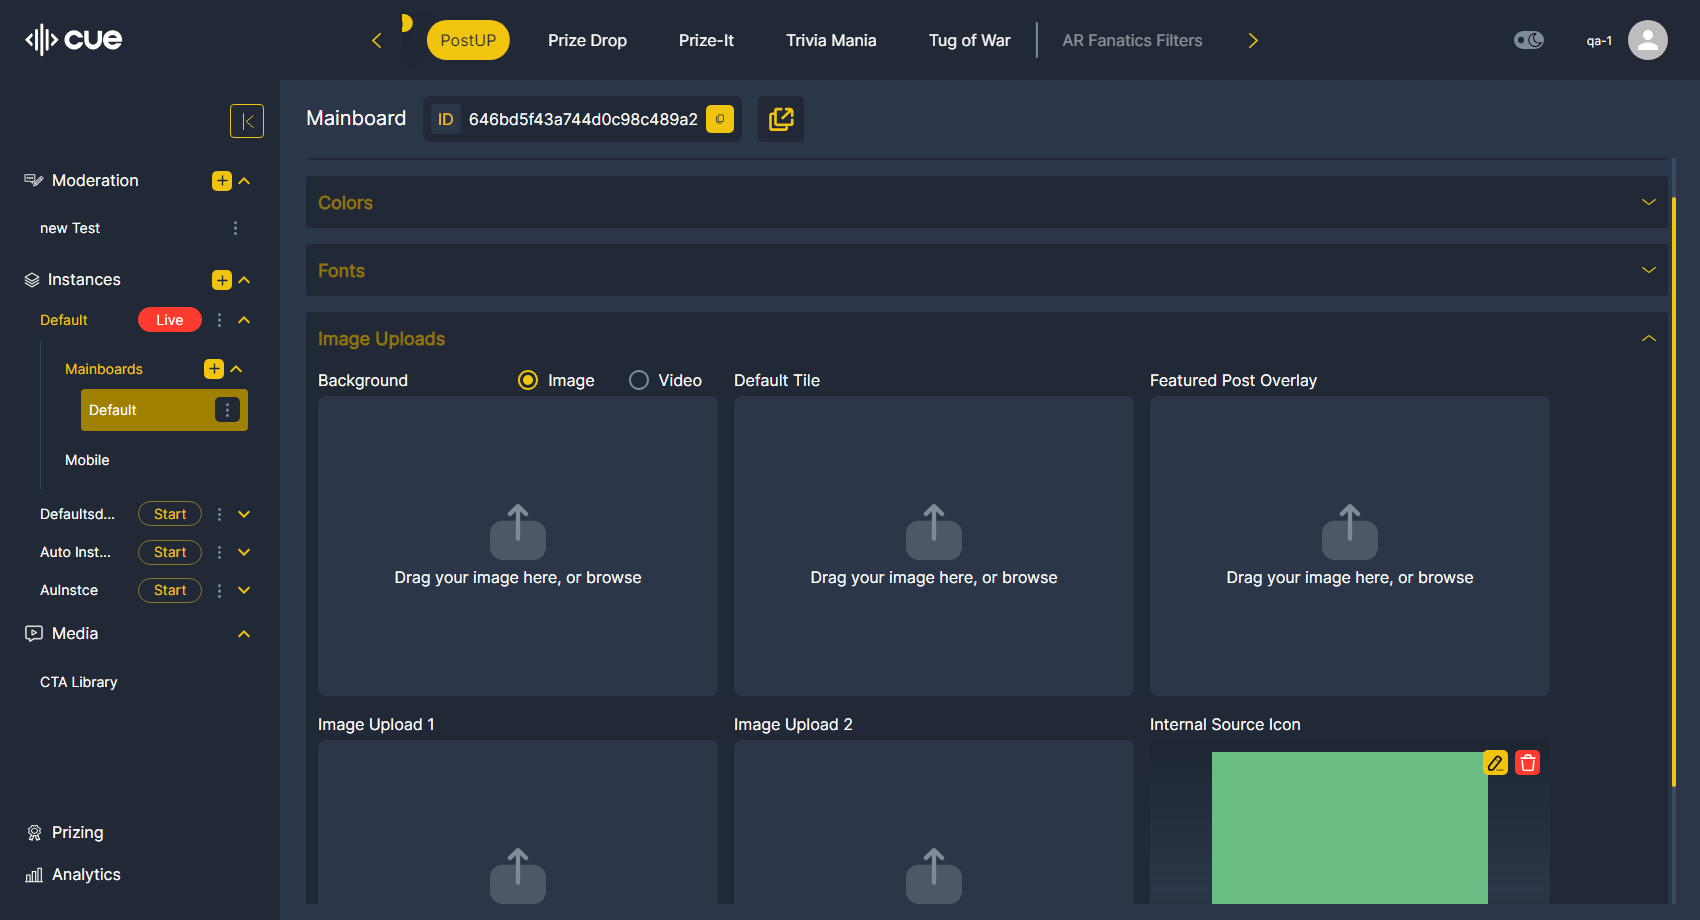 cue
PostUP
Prize Drop
Prize-It
Trivia Mania
Tug of War
AR Fanatics Filters
qa-1
Mainboard
ID
646bd5f43a744d0c98c489a2
Moderation
new Test
Instances
Default
Live
Mainboards
Default
Mobile
Defaultsd...
Start
Auto Inst...
Start
AuInstce
Start
Media
CTA Library
Prizing
Analytics
Colors
Fonts
Image Uploads
Background
Image
Video
Default Tile
Featured Post Overlay
Drag your image here, or browse
Drag your image here, or browse
Drag your image here, or browse
Image Upload 1
Image Upload 2
Internal Source Icon